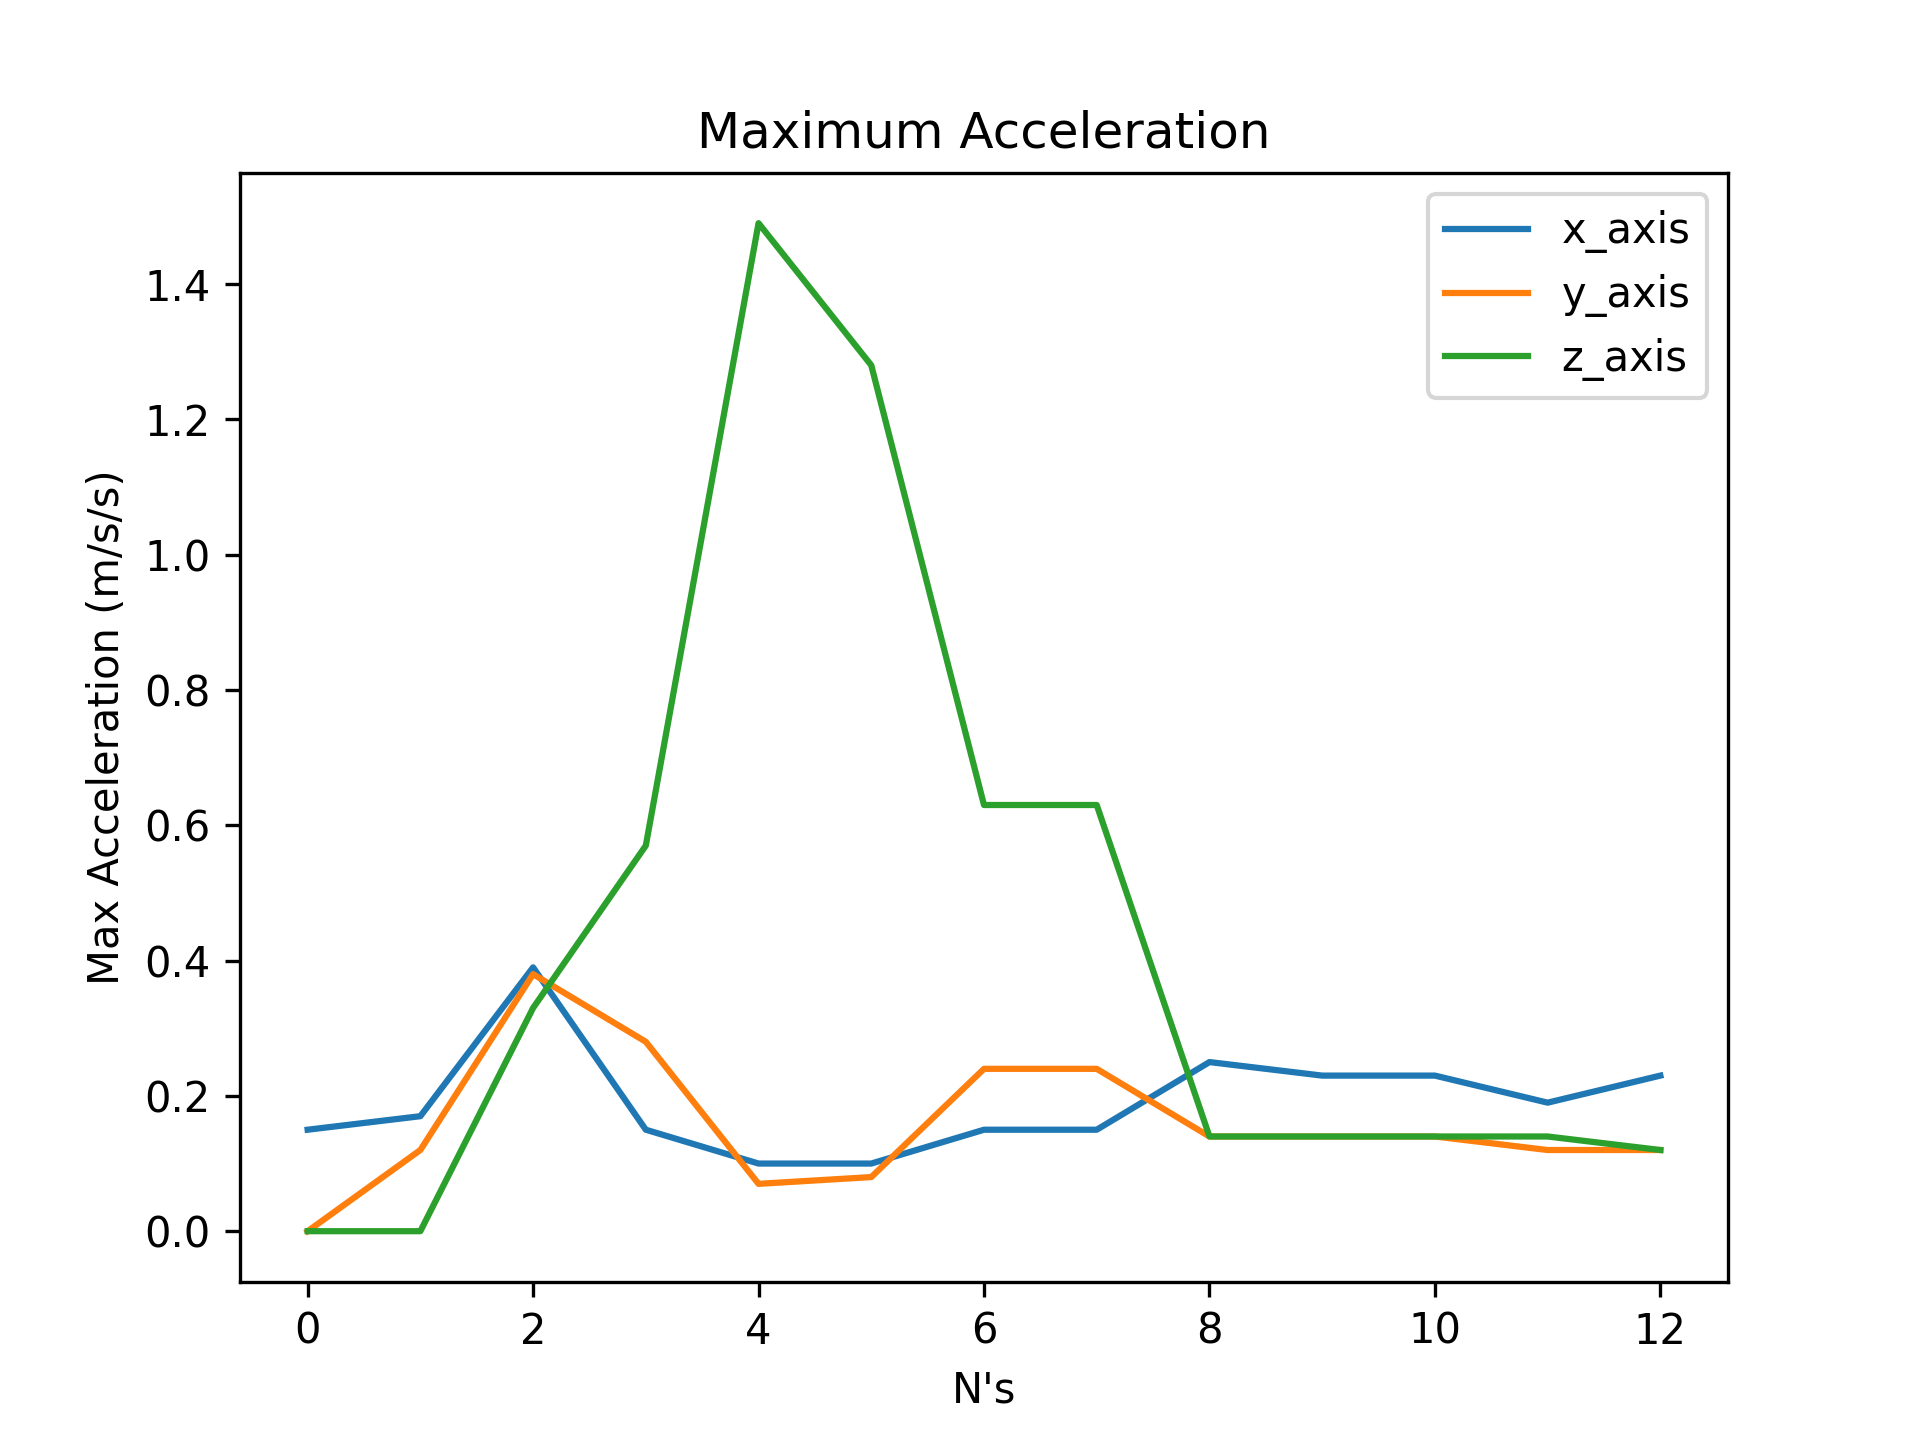 Maximum Acceleration
x_axis
y_axis
z_axis
Max Acceleration (m/s/s)
1.4
1.2
1.0
0.8
0.6
0.4
0.2
0.0
0 2 4 6 8 10 12
N's